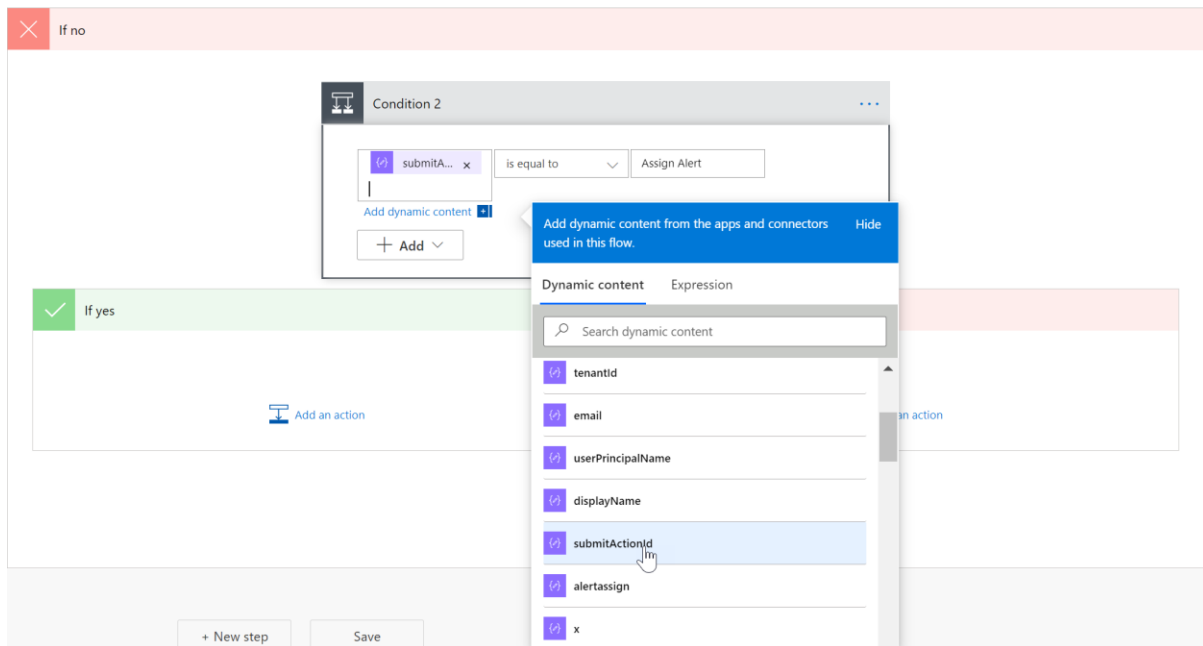 If no
Condition 2
submitA... x
is equal to
Assign Alert
Add dynamic content
+ Add
Add dynamic content from the apps and connectors
used in this flow.
Hide
Dynamic content
Expression
Search dynamic content
If yes
tenantId
email
Add an action
an action
userPrincipalName
displayName
submitActionId
alertassign
x
+ New step
Save